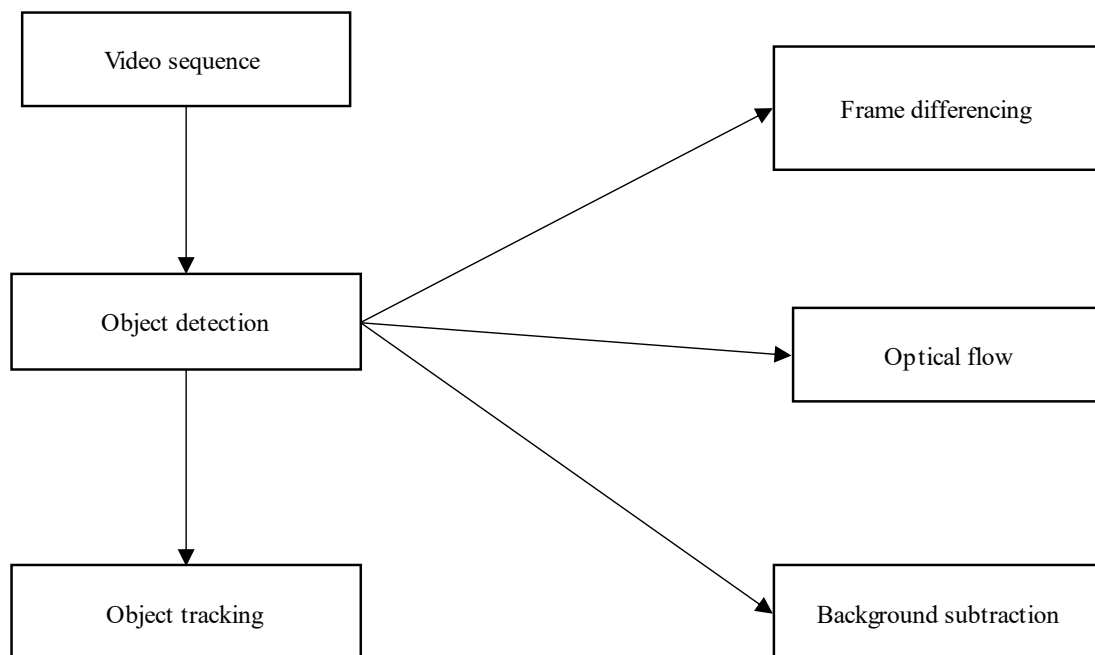 Video sequence
Frame differencing
Object detection
Optical flow
Object tracking
Background subtraction